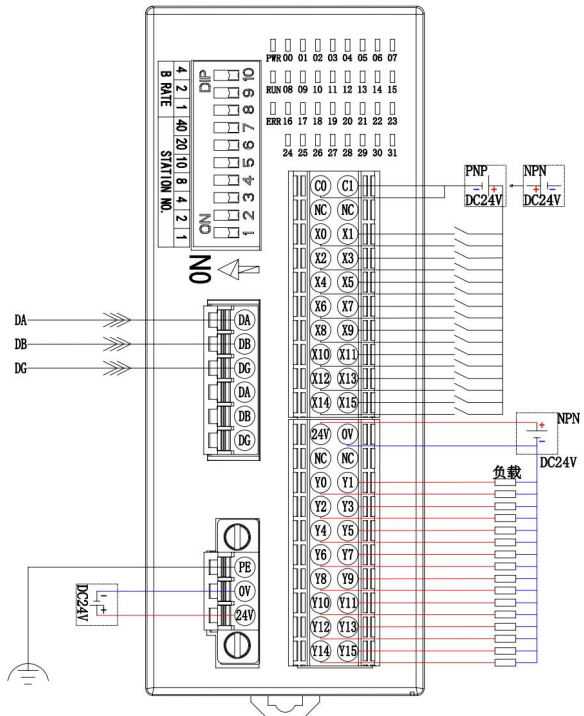 PWR 00 01 02 03 04 05 06 07
RUN 08 09 10 11 12 13 14 15
ERR 16 17 18 19 20 21 22 23
24 25 26 27 28 29 30 31
B RATE
STATION NO.
4 2 1 40 20 10 8 4 2 1
DIP
ON
10 9 8 7 6 5 4 3 2 1
NO
PNP
DC24V
NPN
DC24V
C0 C1
NC NC
X0 X1
X2 X3
X4 X5
X6 X7
X8 X9
X10 X11
X12 X13
X14 X15
DA DA
DB DB
DG DG
DA
DB
DG
24V 0V
NC NC
Y0 Y1
Y2 Y3
Y4 Y5
Y6 Y7
Y8 Y9
Y10 Y11
Y12 Y13
Y14 Y15
NPN
DC24V
负载
PE
0V
24V
DC24V